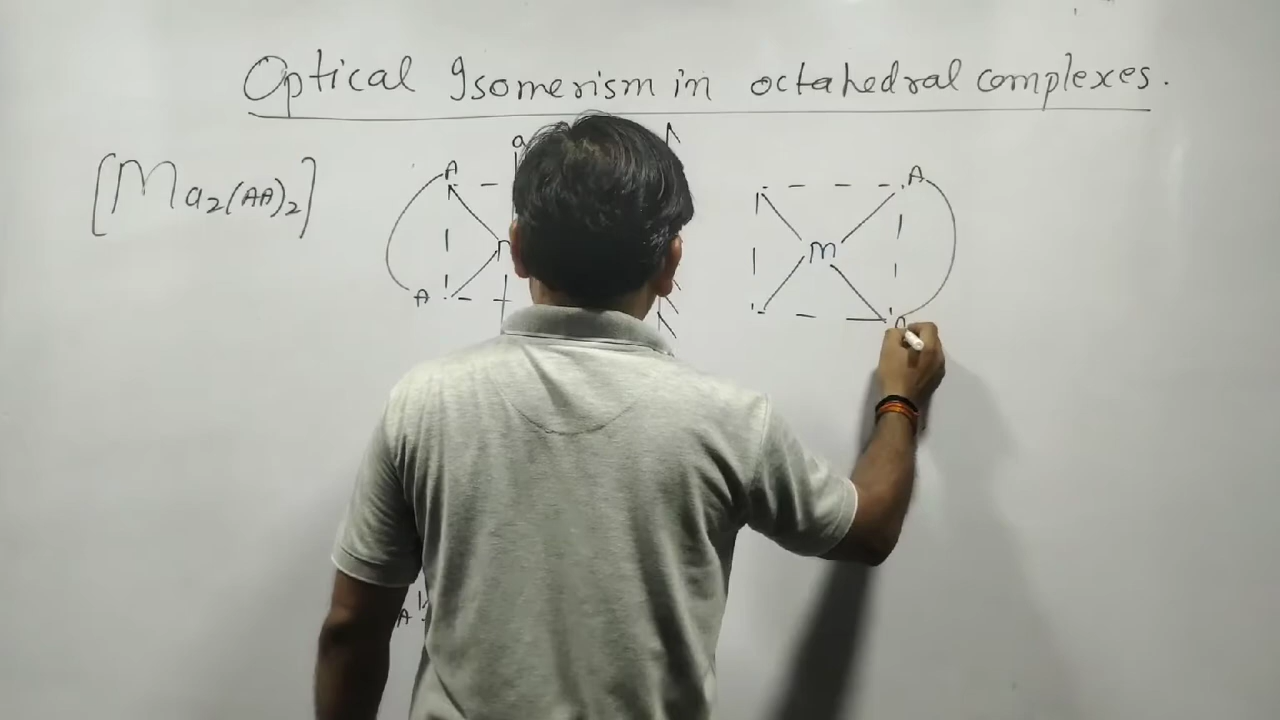 Optical Isomerism in octahedral complexes.
a
[Ma2(AA)2] A A
M
A A
A